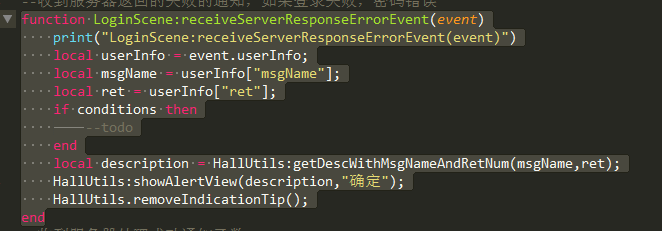 --收到服务器返回的失败的通知，如果登录失败，密码错误
function LoginScene:receiveServerResponseErrorEvent(event)
print("LoginScene:receiveServerResponseErrorEvent(event)")
local userInfo = event.userInfo;
local msgName = userInfo["msgName"];
local ret = userInfo["ret"];
if conditions then
--todo
end
local description = HallUtils:getDescWithMsgNameAndRetNum(msgName,ret);
HallUtils:showAlertView(description,"确定");
HallUtils.removeIndicationTip();
end